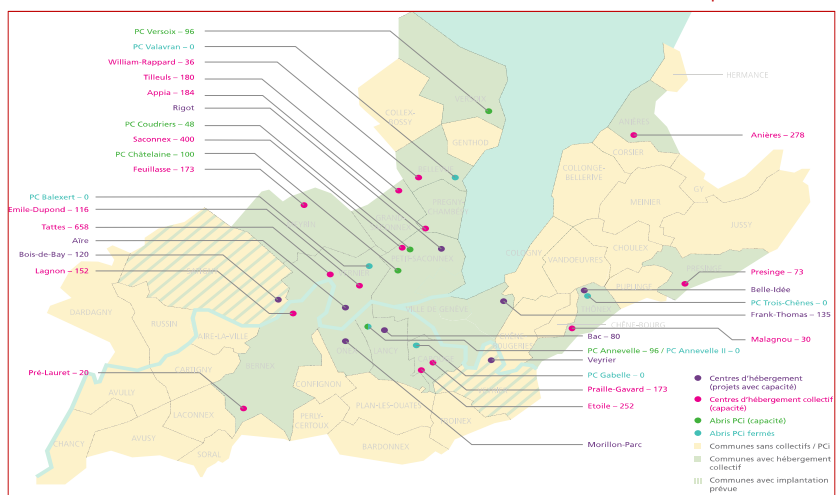 PC Versoix – 96
PC Valavran – 0
William-Rappard – 36
Tilleuls – 180
Appia – 184
Rigot
PC Coudriers – 48
Saconnex – 400
PC Châtelaine – 100
Feuillasse – 173
PC Balexert – 0
Emile-Dupond – 116
Tattes – 658
Aïre
Bois-de-Bay – 120
Lagnon – 152
Pré-Lauret – 20
HERMANCE
Anières – 278
Presinge – 73
Belle-Idée
PC Trois-Chênes – 0
Frank-Thomas – 135
Bac – 80
Malagnou – 30
PC Annevelle – 96 / PC Annevelle II – 0
Veyrier
PC Gabelle – 0
Praille-Gavard – 173
Etoile – 252
Morillon-Parc
COLLEX-
BOSSY
GENTHOD
ANIÈRES
CORSIER
COLLONGE-
BELLERIVE
MEINIER
GY
JUSSY
CHOULEX
VANDOEUVRES
COLOGNY
PUPLINGE
CHÊNE-BOURG
VILLE DE GENÈVE
DARDAGNY
RUSSIN
AIRE-LA-VILLE
CARTIGNY
AVULLY
CHANCY
AVUSY
LACONNEX
SORAL
BERNEX
CONFIGNON
PERLY-
CERTOUX
PLAN-LES-OUATES
BARDONNEX
Centres d'hébergement
(projets avec capacité)
Centres d'hébergement collectif
(capacité)
Abris PCi (capacité)
Abris PCi fermés
Communes sans collectifs / PCi
Communes avec hébergement
collectif
Communes avec implantation
prévue